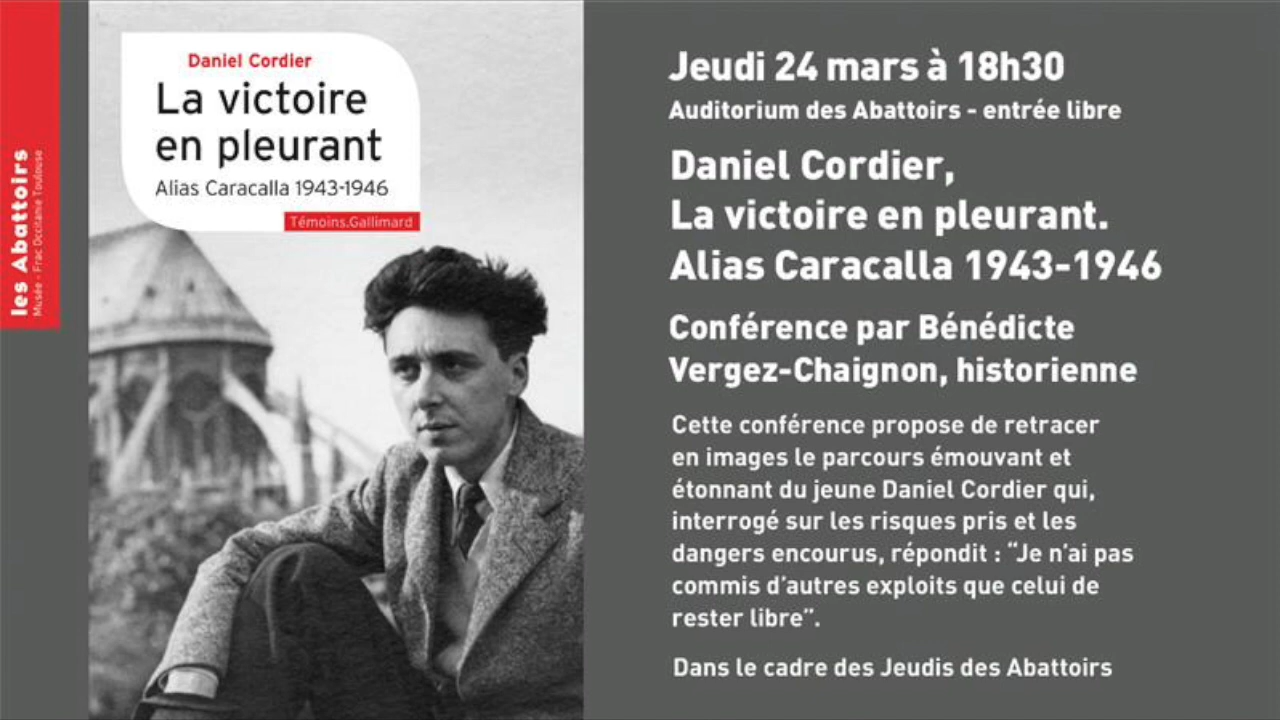 les Abattoirs
Musée - Frac Occitanie Toulouse
Daniel Cordier
La victoire
en pleurant
Alias Caracalla 1943-1946
Témoins.Gallimard
Jeudi 24 mars à 18h30
Auditorium des Abattoirs - entrée libre
Daniel Cordier,
La victoire en pleurant.
Alias Caracalla 1943-1946
Conférence par Bénédicte
Vergez-Chaignon, historienne
Cette conférence propose de retracer
en images le parcours émouvant et
étonnant du jeune Daniel Cordier qui,
interrogé sur les risques pris et les
dangers encourus, répondit : “Je n’ai pas
commis d’autres exploits que celui de
rester libre”.
Dans le cadre des Jeudis des Abattoirs